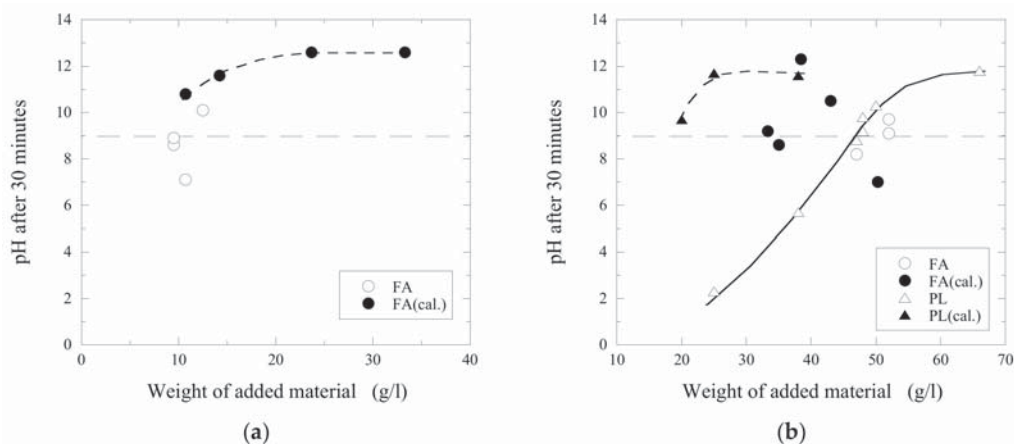 14
12
10
8
6
4
2
0
pH after 30 minutes
0 10 20 30 40
Weight of added material (g/l)
FA
FA(cal.)
(a)
14
12
10
8
6
4
2
0
pH after 30 minutes
10 20 30 40 50 60 70
Weight of added material (g/l)
FA
FA(cal.)
PL
PL(cal.)
(b)